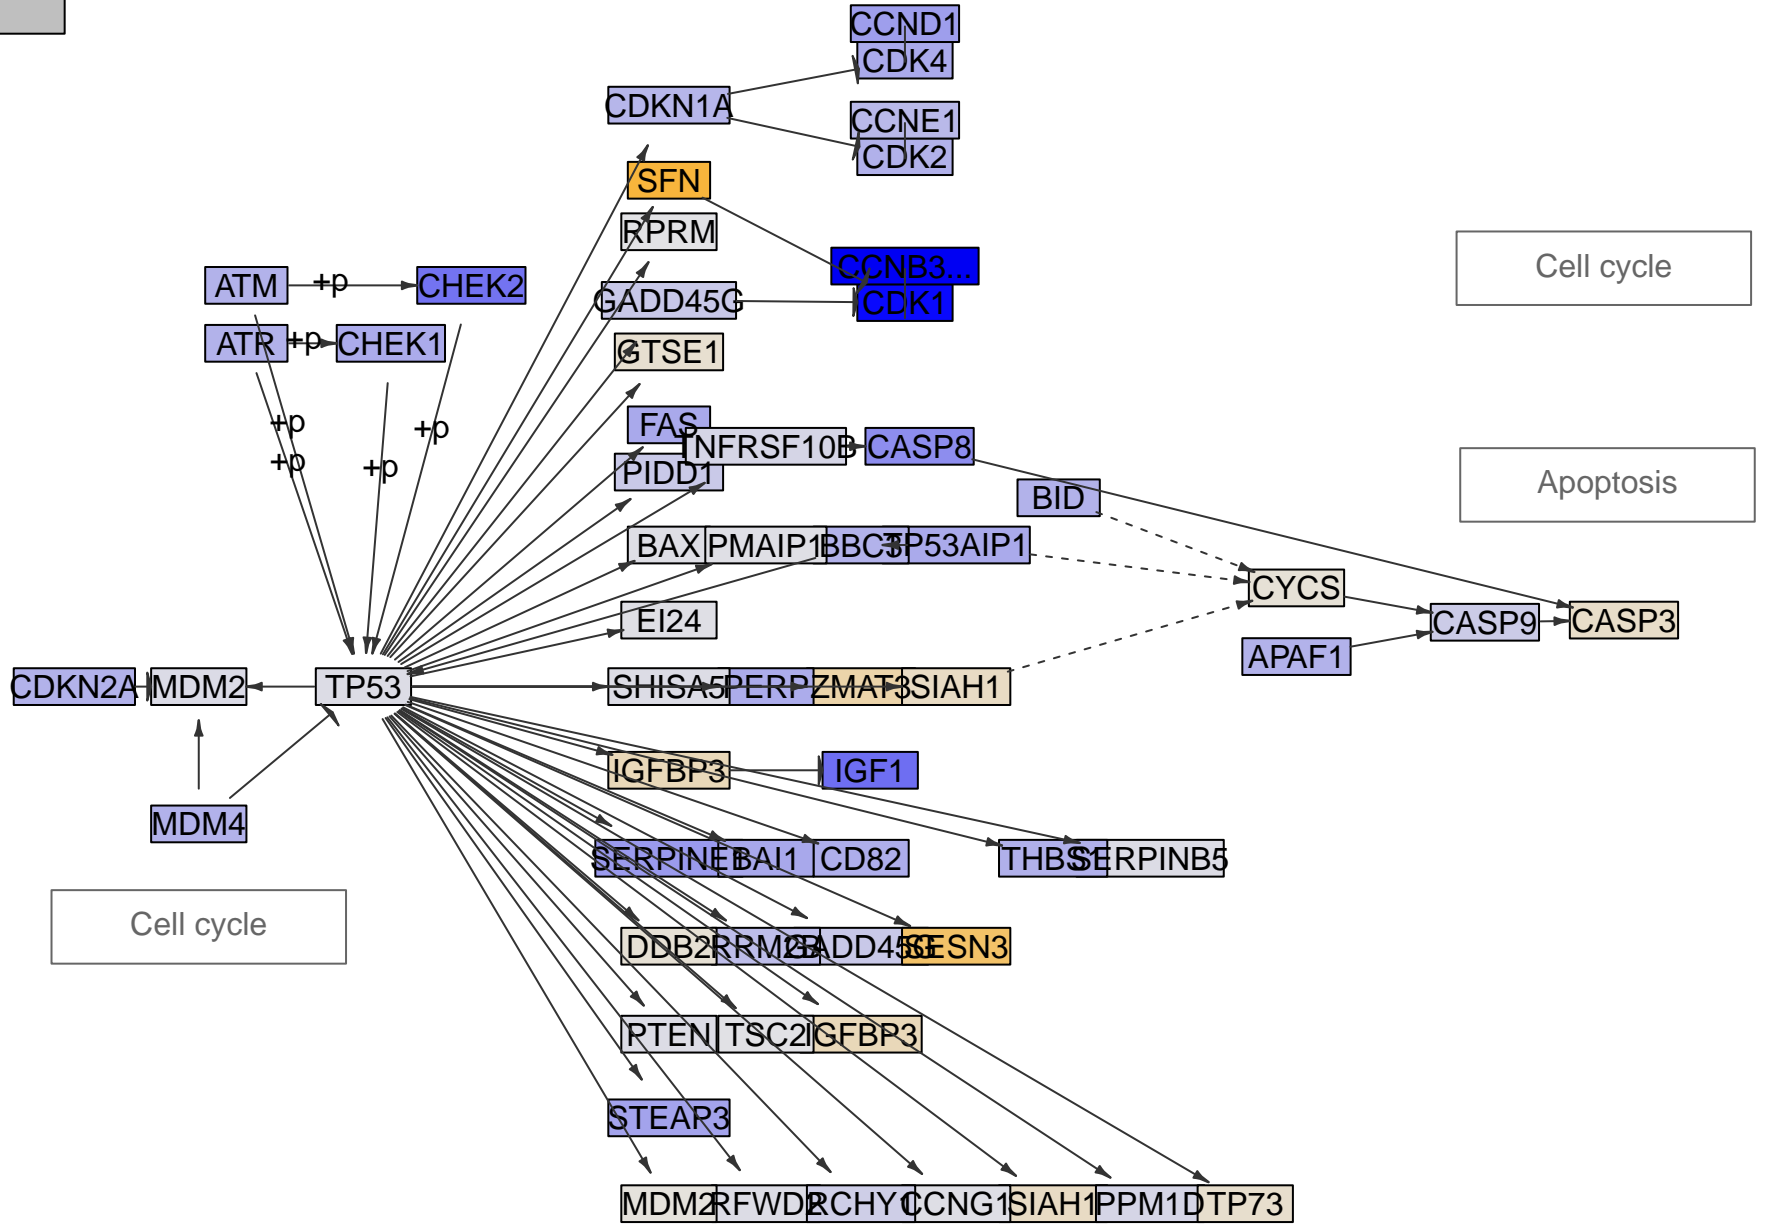 CCND1
CDK4
CDKN1A
CCNE1
CDK2
SFN
RPRM
Cell cycle
CCNB3...
ATM +p CHEK2
GADD45G CDK1
ATR +p CHEK1
GTSE1
FAS
+p +p
TNFRSF10B CASP8
+p +p
PIDD1
Apoptosis
BID
BAX PMAIP1 BBC3 TP53AIP1
CYCS
EI24
CASP9 CASP3
APAF1
CDKN2A MDM2 TP53 SHISA5 PERP ZMAT3 SIAH1
IGFBP3 IGF1
MDM4
SERPINE1 BAI1 CD82 THBS1 SERPINB5
Cell cycle
DDB2 RRM2B GADD45G SESN3
PTEN TSC2 IGFBP3
STEAP3
MDM2 RFWD2 RCHY1 CCNG1 SIAH1 PPM1D TP73